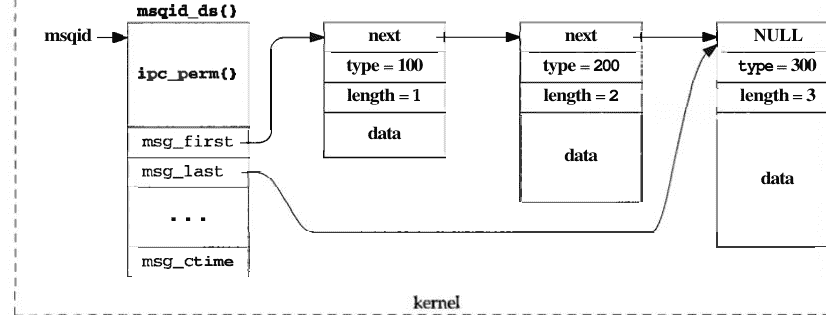 msqid_ds{}
msqid
ipc_perm{}
msg_first
msg_last
...
msg_ctime
next
type = 100
length = 1
data
next
type = 200
length = 2
data
NULL
type = 300
length = 3
data
kernel